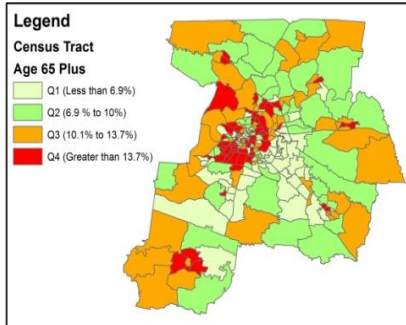 Legend
Census Tract
Age 65 Plus
Q1 (Less than 6.9%)
Q2 (6.9 % to 10%)
Q3 (10.1% to 13.7%)
Q4 (Greater than 13.7%)